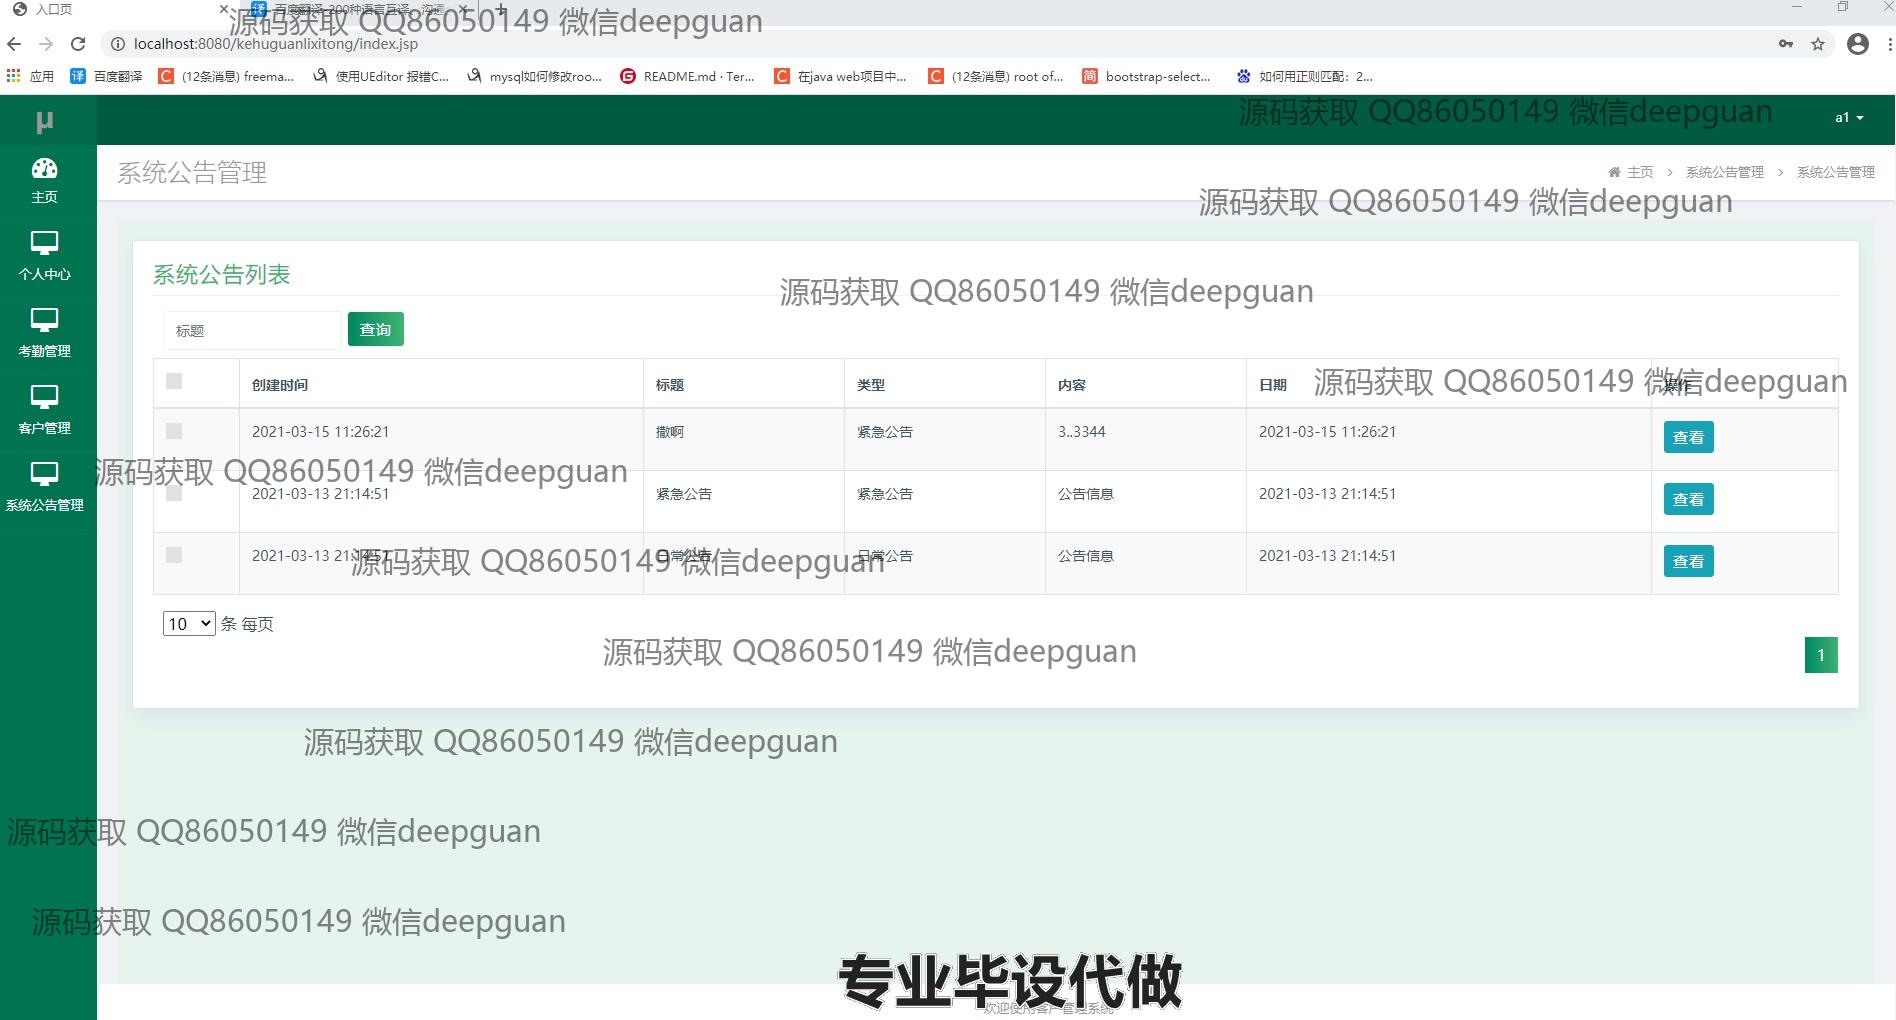 入口页
百度翻译-200种语言互译、沟通
源码获取 QQ86050149 微信deepguan
localhost:8080/kehuguanlixitong/index.jsp
应用 百度翻译 (12条消息) freema... 使用UEditor 报错C... mysql如何修改roo... README.md · Ter... 在java web项目中... (12条消息) root of... bootstrap-select... 如何用正则匹配：2...
源码获取 QQ86050149 微信deepguan
μ
a1
系统公告管理
主页 > 系统公告管理 > 系统公告管理
源码获取 QQ86050149 微信deepguan
主页
个人中心
考勤管理
客户管理
系统公告管理
系统公告列表
源码获取 QQ86050149 微信deepguan
标题 查询
创建时间 标题 类型 内容 日期 操作
源码获取 QQ86050149 微信deepguan
2021-03-15 11:26:21 撒啊 紧急公告 3..3344 2021-03-15 11:26:21 查看
源码获取 QQ86050149 微信deepguan
2021-03-13 21:14:51 紧急公告 紧急公告 公告信息 2021-03-13 21:14:51 查看
2021-03-13 21:14:51 日常公告 日常公告 公告信息 2021-03-13 21:14:51 查看
源码获取 QQ86050149 微信deepguan
10 条 每页
源码获取 QQ86050149 微信deepguan
1
源码获取 QQ86050149 微信deepguan
源码获取 QQ86050149 微信deepguan
源码获取 QQ86050149 微信deepguan
专业毕设代做
欢迎使用客户管理系统